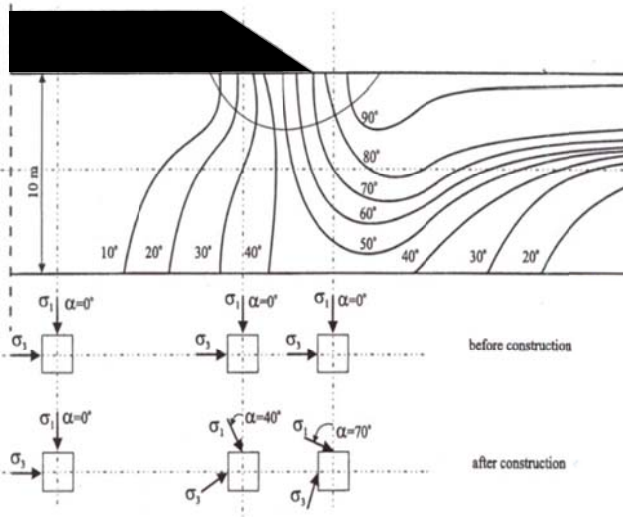 90°
80°
70°
60°
50°
10 m
10° 20° 30° 40° 40° 30° 20°
σ₁ α=0° σ₁ α=0° σ₁ α=0°
σ₃ σ₃ σ₃ before construction
σ₁ α=0° σ₁ α=40° σ₁ α=70°
σ₃ σ₃ σ₃ after construction